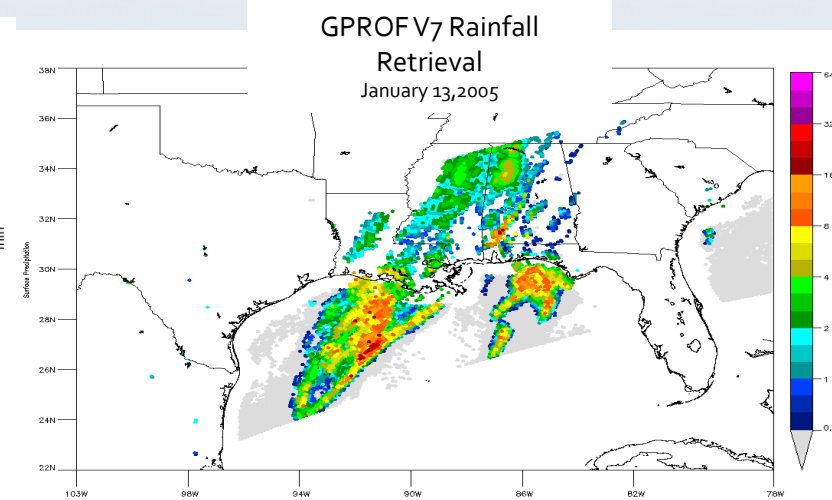 GPROF V7 Rainfall
Retrieval
January 13,2005
38N
36N
34N
32N
30N
28N
26N
24N
22N
103W
98W
94W
90W
86W
82W
78W
Surface Precipitation
64
32
16
8
4
2
1
0.